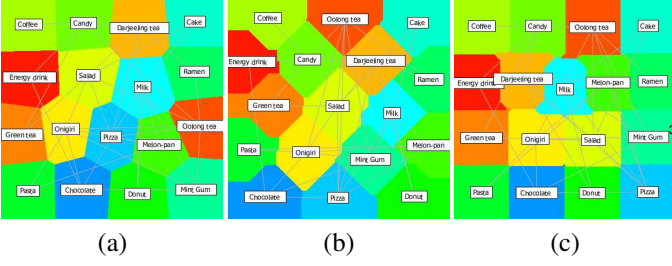 Coffee Candy Darjeeling tea Cake
Energy drink Salad Milk Ramen
Green tea Onigiri Pizza Melon-pan Oolong tea
Pasta Chocolate Donut Mint Gum
(a)
Coffee Oolong tea Cake
Energy drink Candy Darjeeling tea Ramen
Green tea Salad Milk
Pasta Onigiri Mint Gum Melon-pan
Chocolate Pizza Donut
(b)
Coffee Candy Oolong tea Cake
Energy drink Darjeeling tea Milk Melon-pan Ramen
Green tea Onigiri Salad Mint Gum
Pasta Chocolate Donut Pizza
(c)